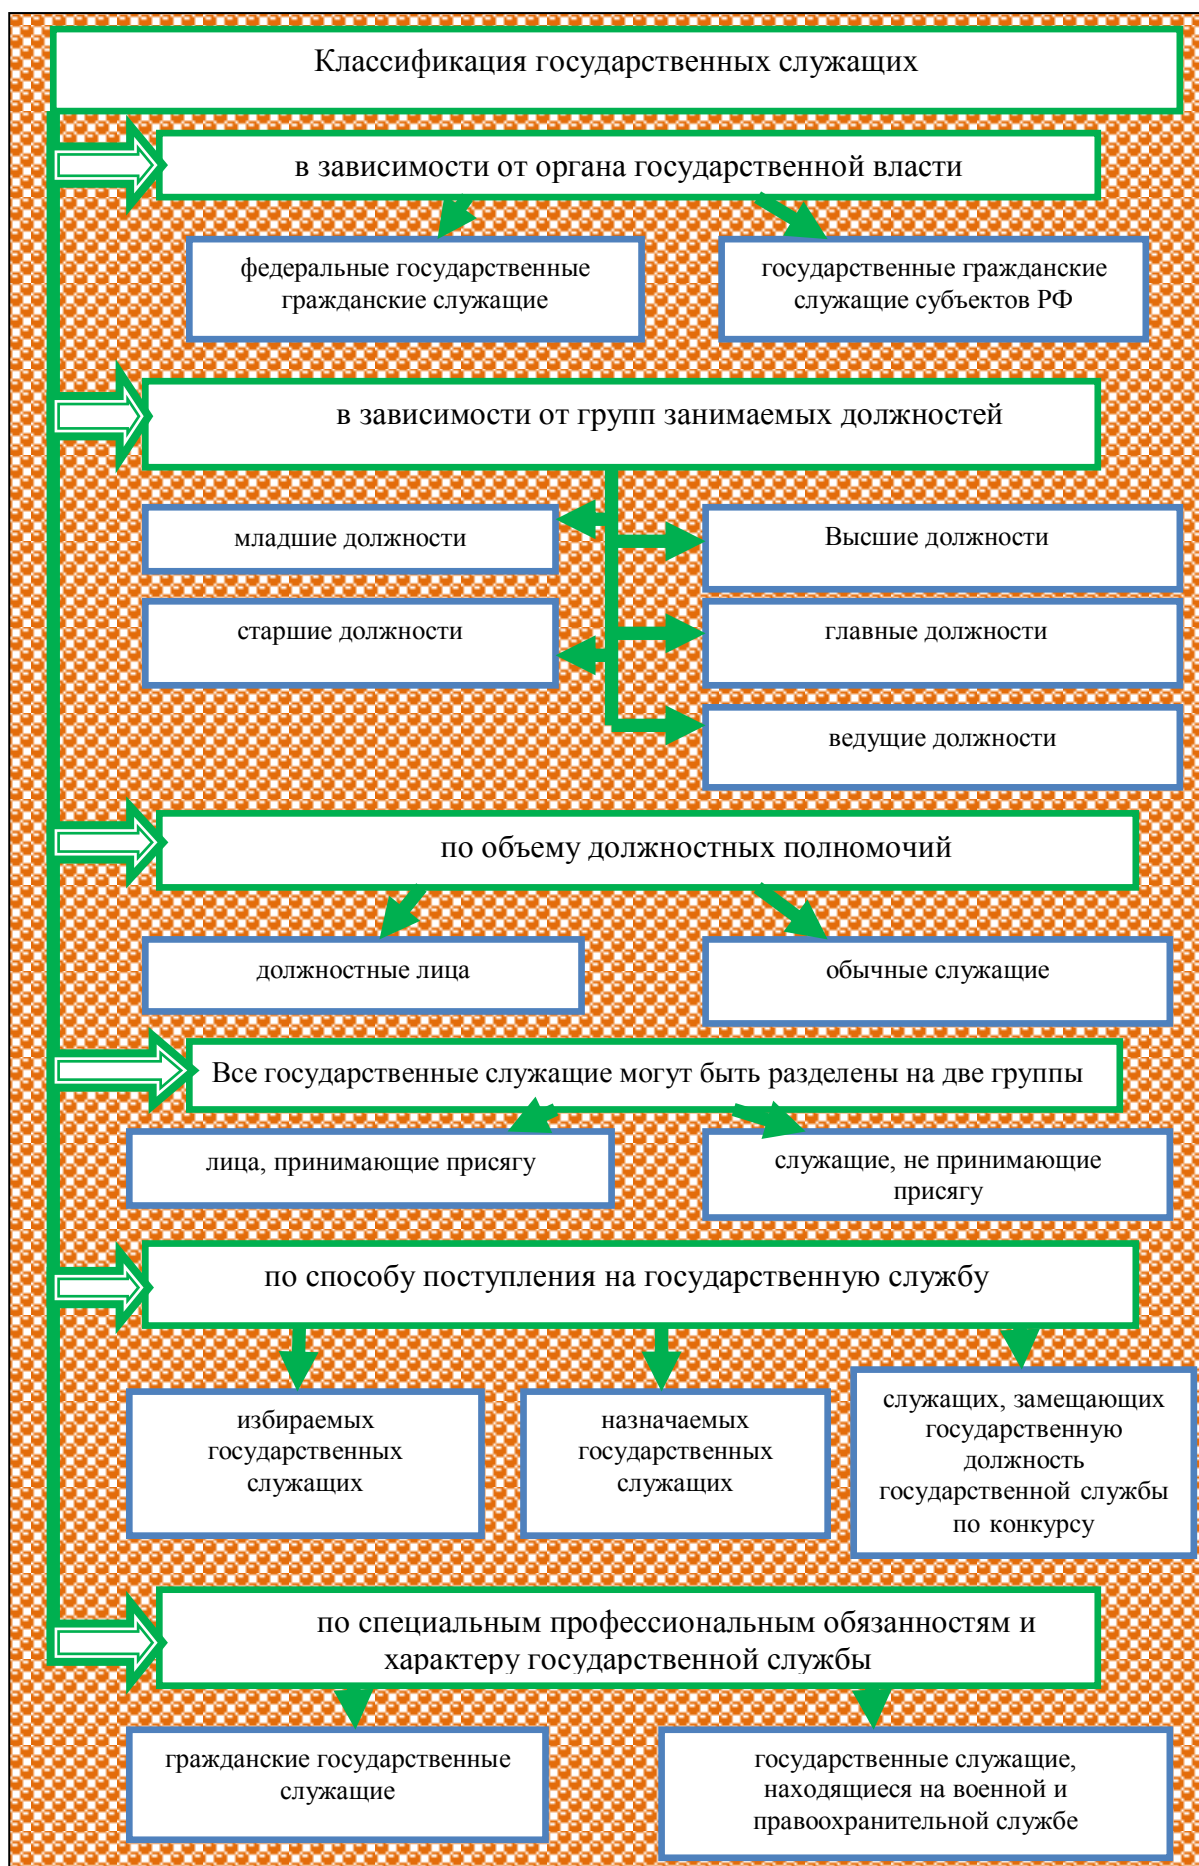 Классификация государственных служащих
в зависимости от органа государственной власти
федеральные государственные
гражданские служащие
государственные гражданские
служащие субъектов РФ
в зависимости от групп занимаемых должностей
младшие должности
Высшие должности
старшие должности
главные должности
ведущие должности
по объему должностных полномочий
должностные лица
обычные служащие
Все государственные служащие могут быть разделены на две группы
лица, принимающие присягу
служащие, не принимающие
присягу
по способу поступления на государственную службу
избираемых
государственных
служащих
назначаемых
государственных
служащих
служащих, замещающих
государственную
должность
государственной службы
по конкурсу
по специальным профессиональным обязанностям и
характеру государственной службы
гражданские государственные
служащие
государственные служащие,
находящиеся на военной и
правоохранительной службе